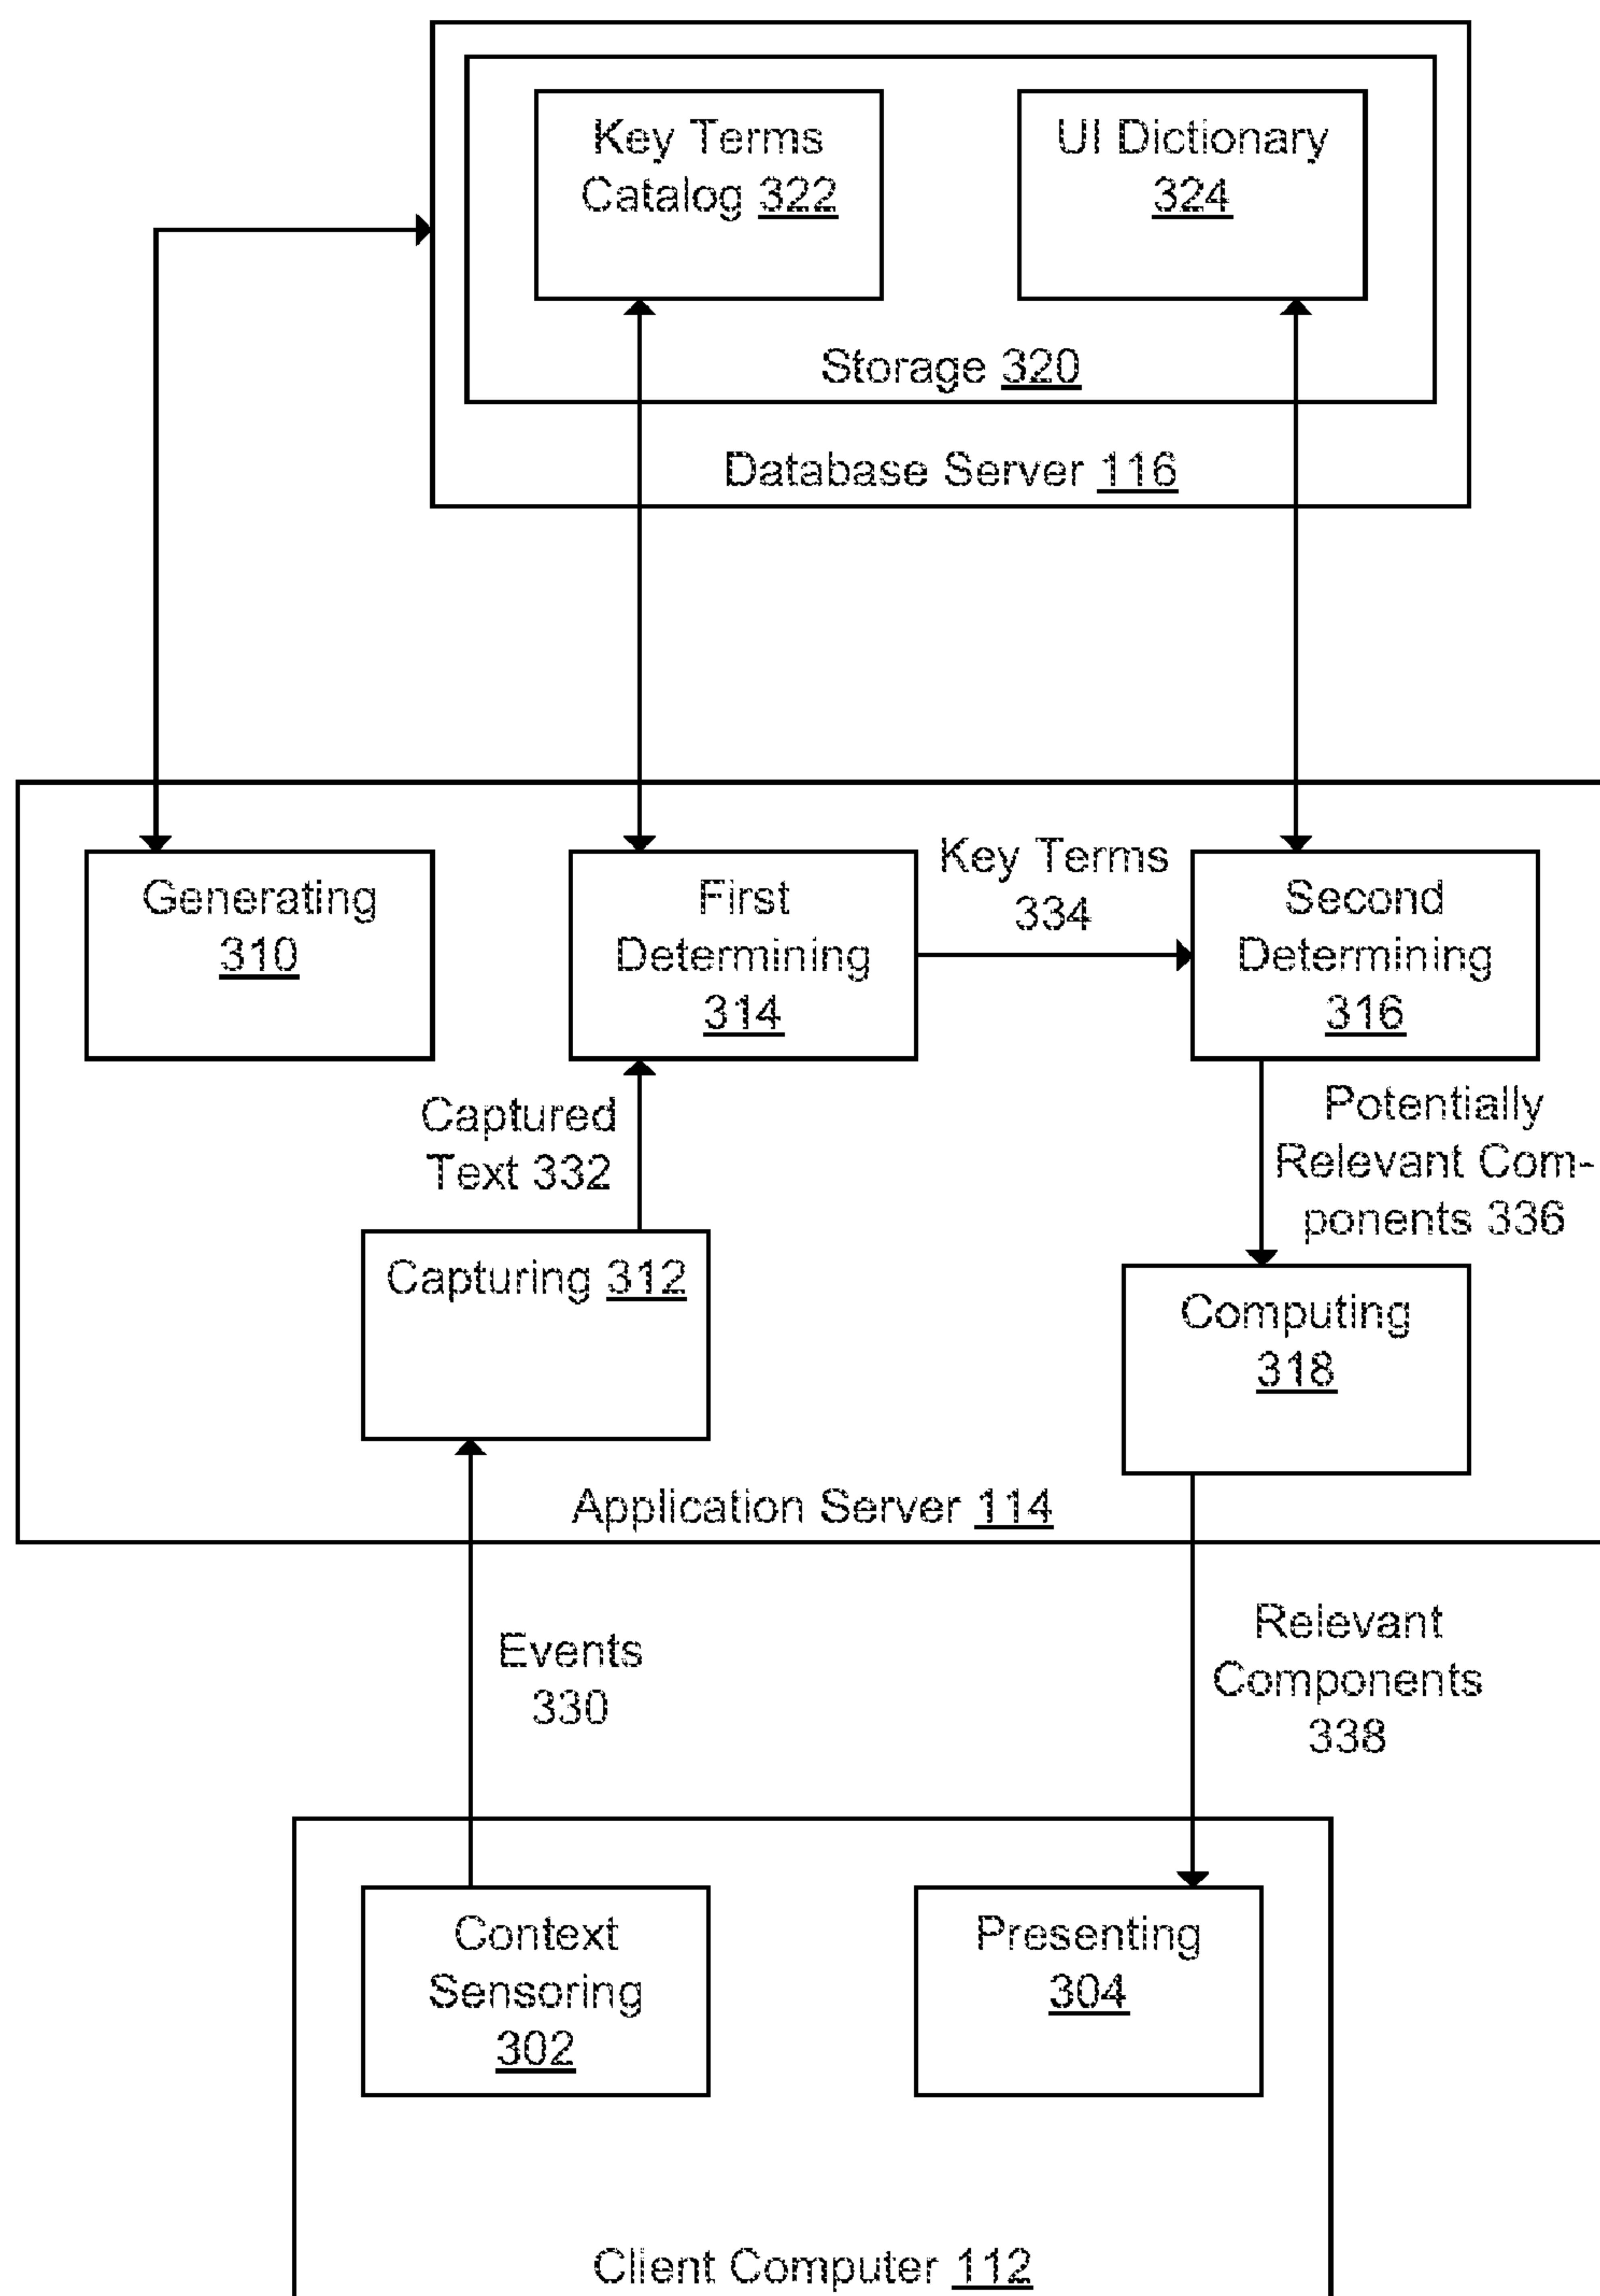 Key Terms
Catalog 322
UI Dictionary
324
Storage 320
Database Server 116
Generating
310
First
Determining
314
Key Terms
334
Second
Determining
316
Captured
Text 332
Potentially
Relevant Com-
ponents 336
Capturing 312
Computing
318
Application Server 114
Events
330
Relevant
Components
338
Context
Sensoring
302
Presenting
304
Client Computer 112